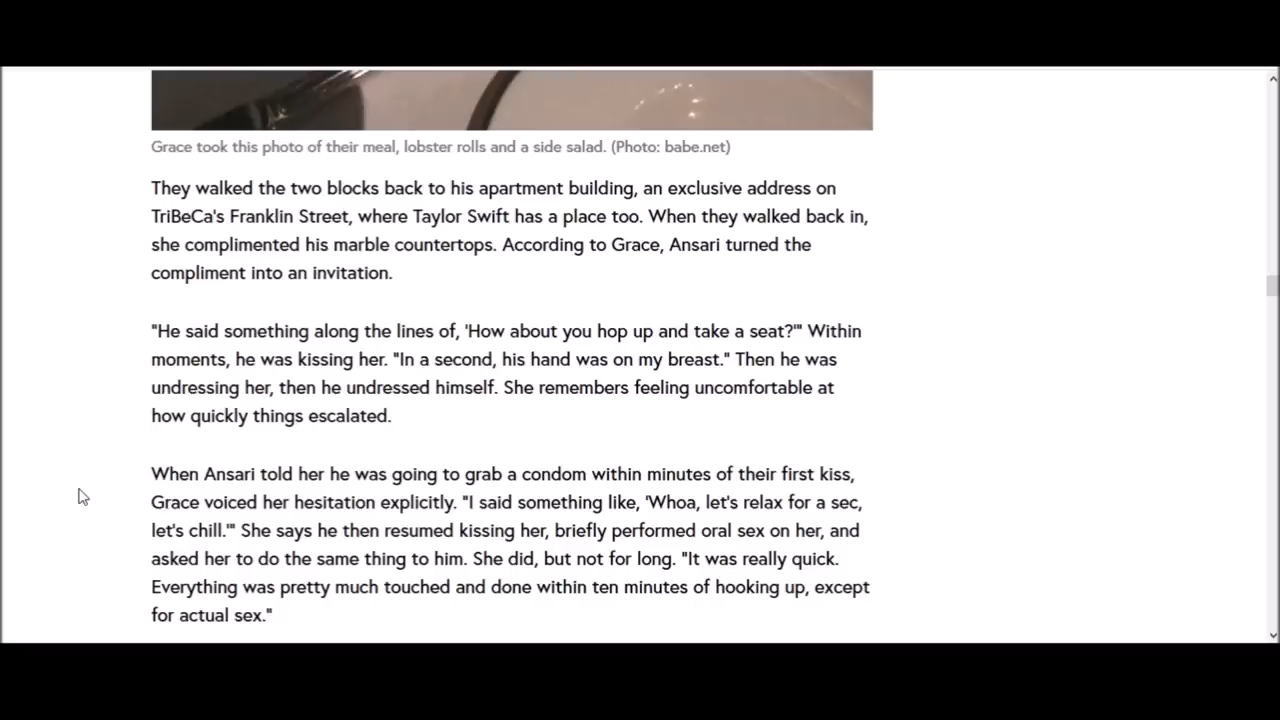 Grace took this photo of their meal, lobster rolls and a side salad. (Photo: babe.net)
They walked the two blocks back to his apartment building, an exclusive address on
TriBeCa's Franklin Street, where Taylor Swift has a place too. When they walked back in,
she complimented his marble countertops. According to Grace, Ansari turned the
compliment into an invitation.
"He said something along the lines of, 'How about you hop up and take a seat?'" Within
moments, he was kissing her. "In a second, his hand was on my breast." Then he was
undressing her, then he undressed himself. She remembers feeling uncomfortable at
how quickly things escalated.
When Ansari told her he was going to grab a condom within minutes of their first kiss,
Grace voiced her hesitation explicitly. "I said something like, 'Whoa, let's relax for a sec,
let's chill.'" She says he then resumed kissing her, briefly performed oral sex on her, and
asked her to do the same thing to him. She did, but not for long. "It was really quick.
Everything was pretty much touched and done within ten minutes of hooking up, except
for actual sex."